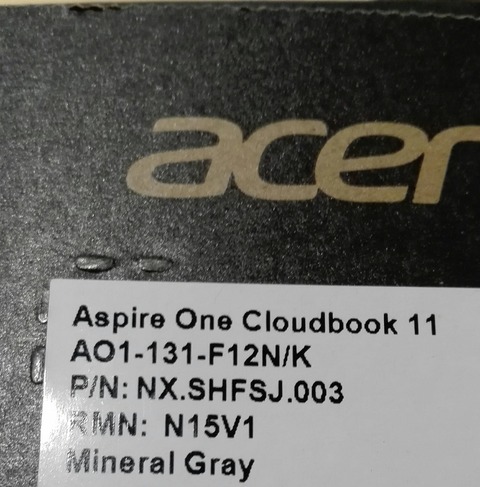 acer
Aspire One Cloudbook 11
AO1-131-F12N/K
P/N: NX.SHFSJ.003
RMN: N15V1
Mineral Gray